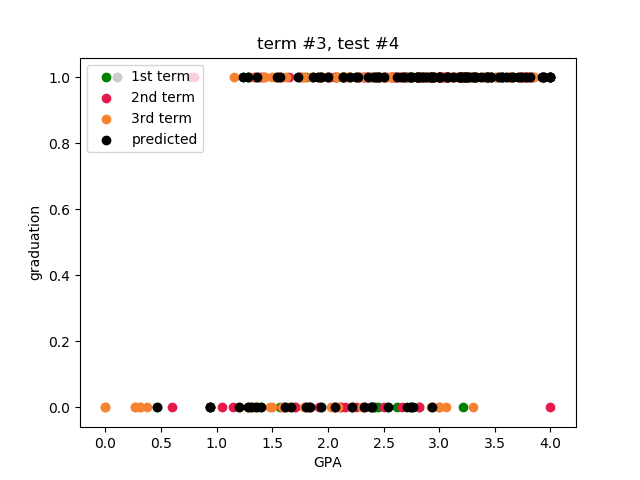 term #3, test #4
1st term
2nd term
3rd term
predicted
graduation
1.0
0.8
0.6
0.4
0.2
0.0
0.0 0.5 1.0 1.5 2.0 2.5 3.0 3.5 4.0
GPA